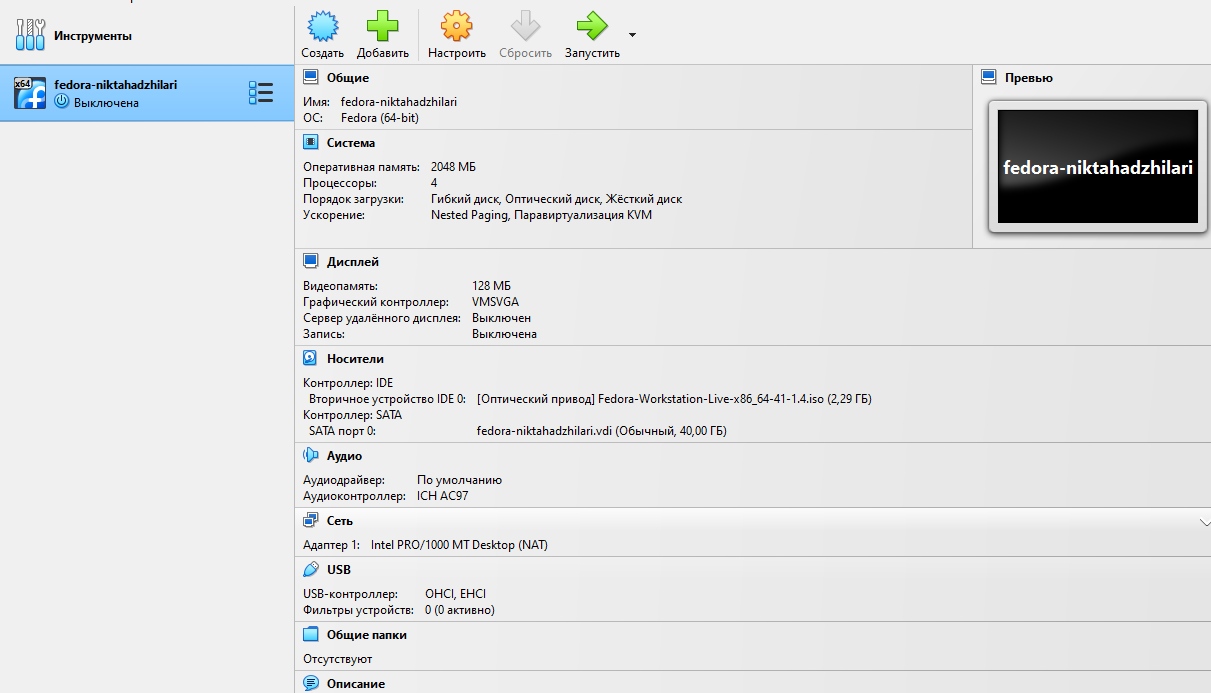 Инструменты
x64
fedora-niktahadzhilari
Выключена
Создать
Добавить
Настроить
Сбросить
Запустить
Общие
Имя: fedora-niktahadzhilari
ОС: Fedora (64-bit)
Превью
fedora-niktahadzhilari
Система
Оперативная память: 2048 МБ
Процессоры: 4
Порядок загрузки: Гибкий диск, Оптический диск, Жёсткий диск
Ускорение: Nested Paging, Паравиртуализация KVM
Дисплей
Видеопамять: 128 МБ
Графический контроллер: VMSVGA
Сервер удалённого дисплея: Выключен
Запись: Выключена
Носители
Контроллер: IDE
Вторичное устройство IDE 0: [Оптический привод] Fedora-Workstation-Live-x86_64-41-1.4.iso (2,29 ГБ)
Контроллер: SATA
SATA порт 0: fedora-niktahadzhilari.vdi (Обычный, 40,00 ГБ)
Аудио
Аудиодрайвер: По умолчанию
Аудиоконтроллер: ICH AC97
Сеть
Адаптер 1: Intel PRO/1000 MT Desktop (NAT)
USB
USB-контроллер: OHCI, EHCI
Фильтры устройств: 0 (0 активно)
Общие папки
Отсутствуют
Описание